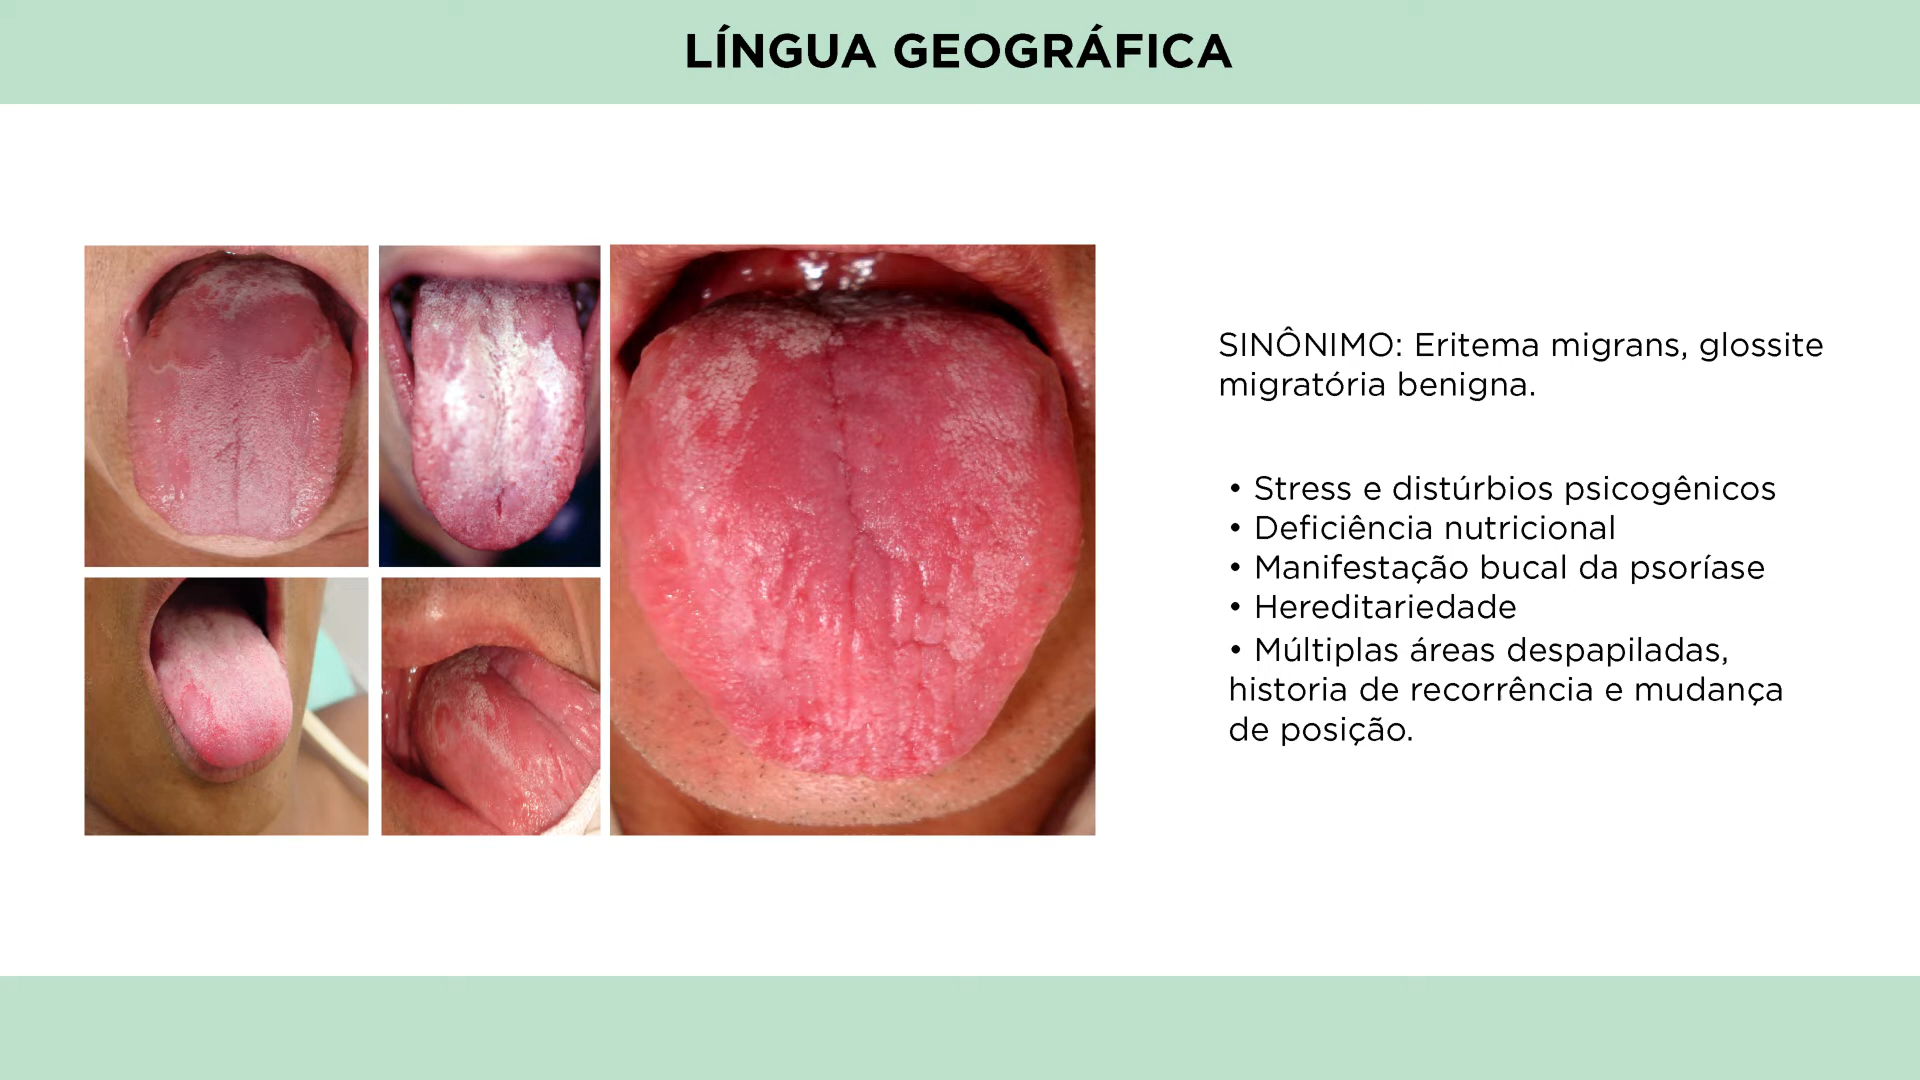 LÍNGUA GEOGRÁFICA
SINÔNIMO: Eritema migrans, glossite
migratória benigna.
• Stress e distúrbios psicogênicos
• Deficiência nutricional
• Manifestação bucal da psoríase
• Hereditariedade
• Múltiplas áreas despapiladas,
historia de recorrência e mudança
de posição.